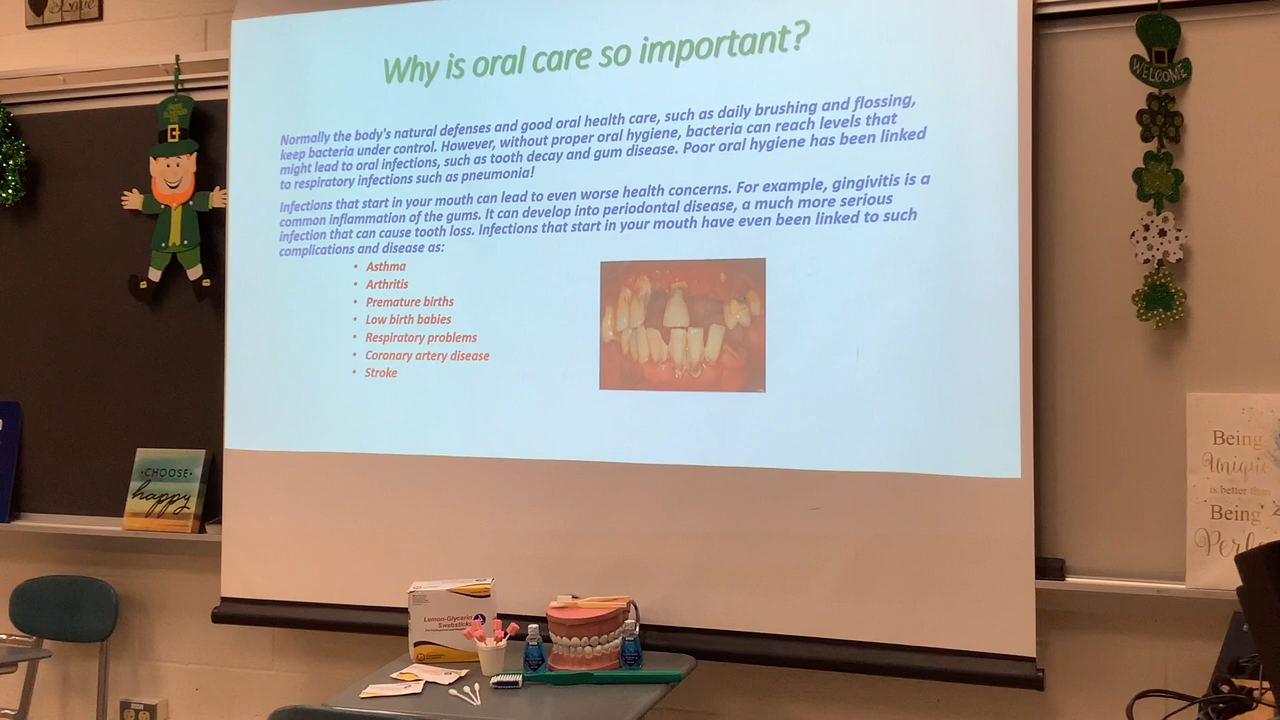 Love
WELCOME
Why is oral care so important?
Normally the body's natural defenses and good oral health care, such as daily brushing and flossing,
keep bacteria under control. However, without proper oral hygiene, bacteria can reach levels that
might lead to oral infections, such as tooth decay and gum disease. Poor oral hygiene has been linked
to respiratory infections such as pneumonia!
Infections that start in your mouth can lead to even worse health concerns. For example, gingivitis is a
common inflammation of the gums. It can develop into periodontal disease, a much more serious
infection that can cause tooth loss. Infections that start in your mouth have even been linked to such
complications and disease as:
• Asthma
• Arthritis
• Premature births
• Low birth babies
• Respiratory problems
• Coronary artery disease
• Stroke
•CHOOSE•
happy
Being
Unique
is better than
Being
Lemon-Glycerin
Swabsticks